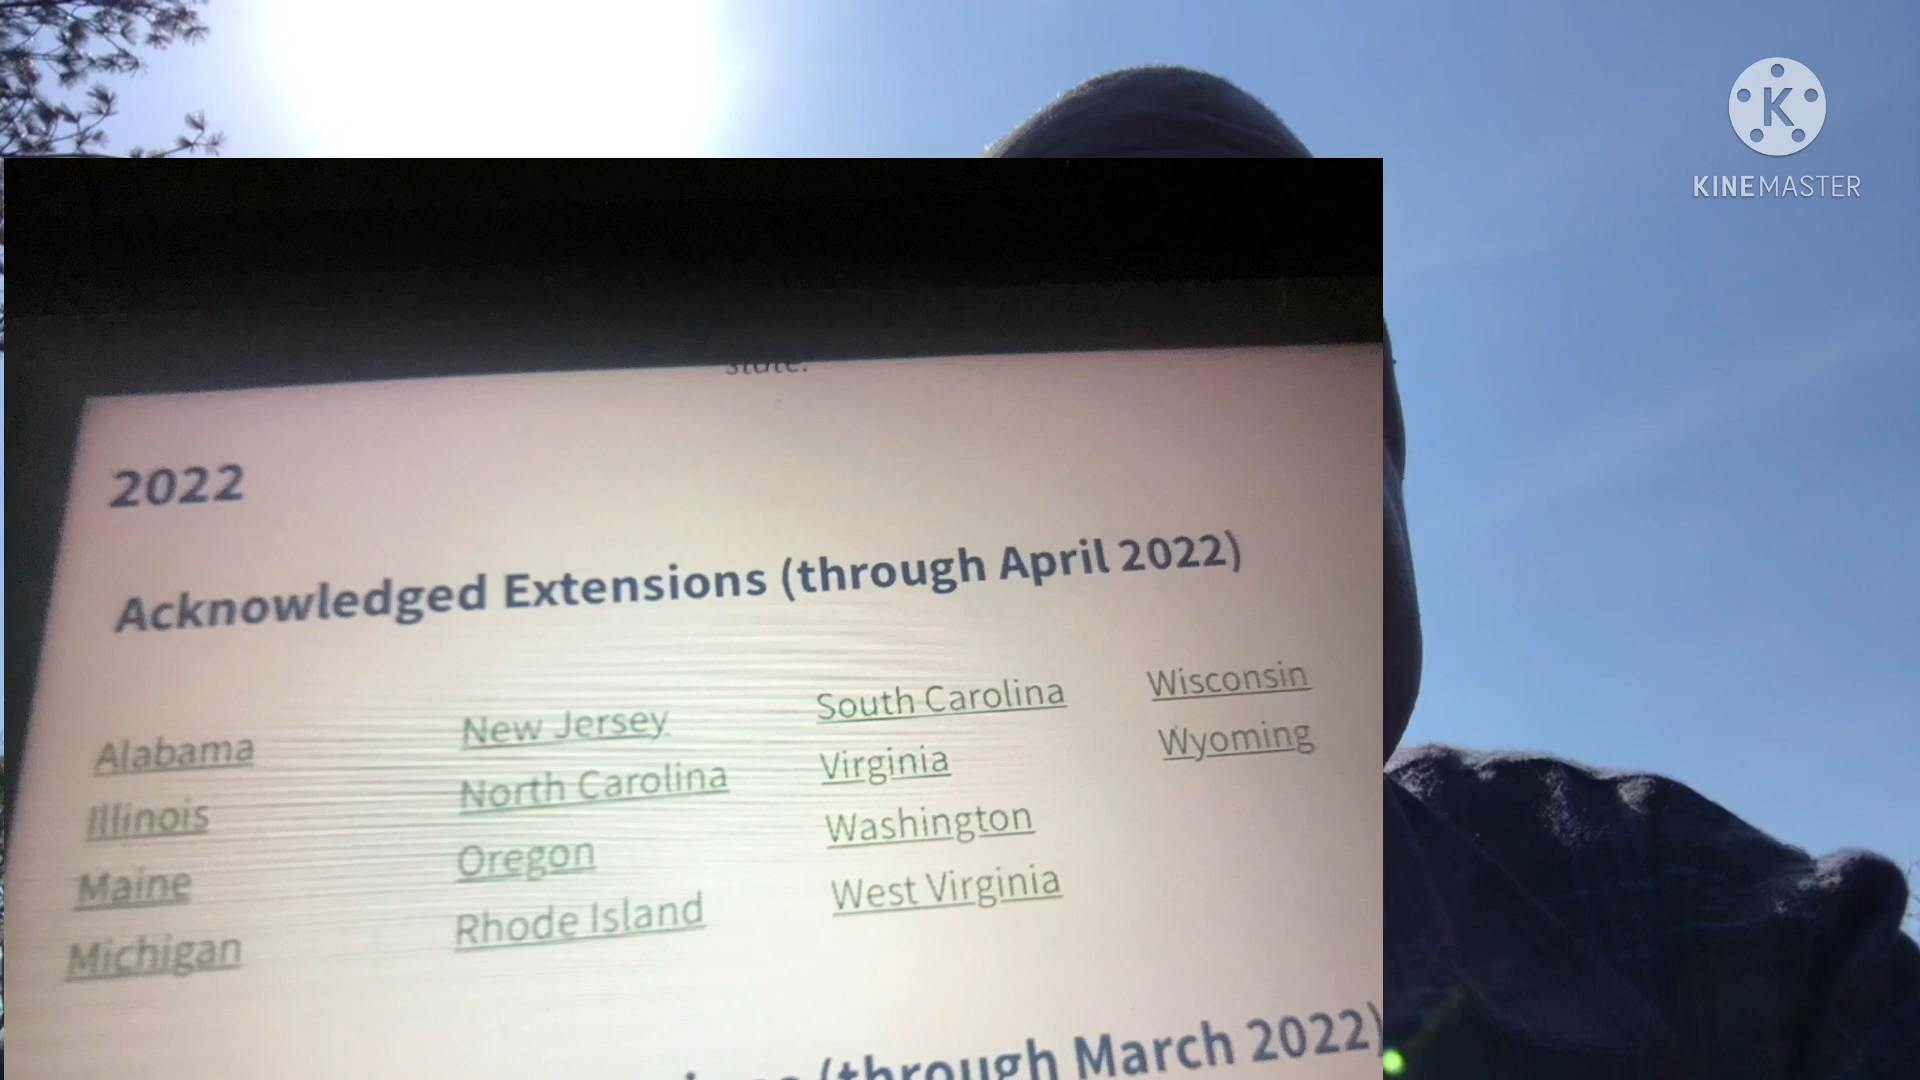 K
KINEMASTER
state.
2022
Acknowledged Extensions (through April 2022)
Alabama
Illinois
Maine
Michigan
New Jersey
North Carolina
Oregon
Rhode Island
South Carolina
Virginia
Washington
West Virginia
Wisconsin
Wyoming
(through March 2022)